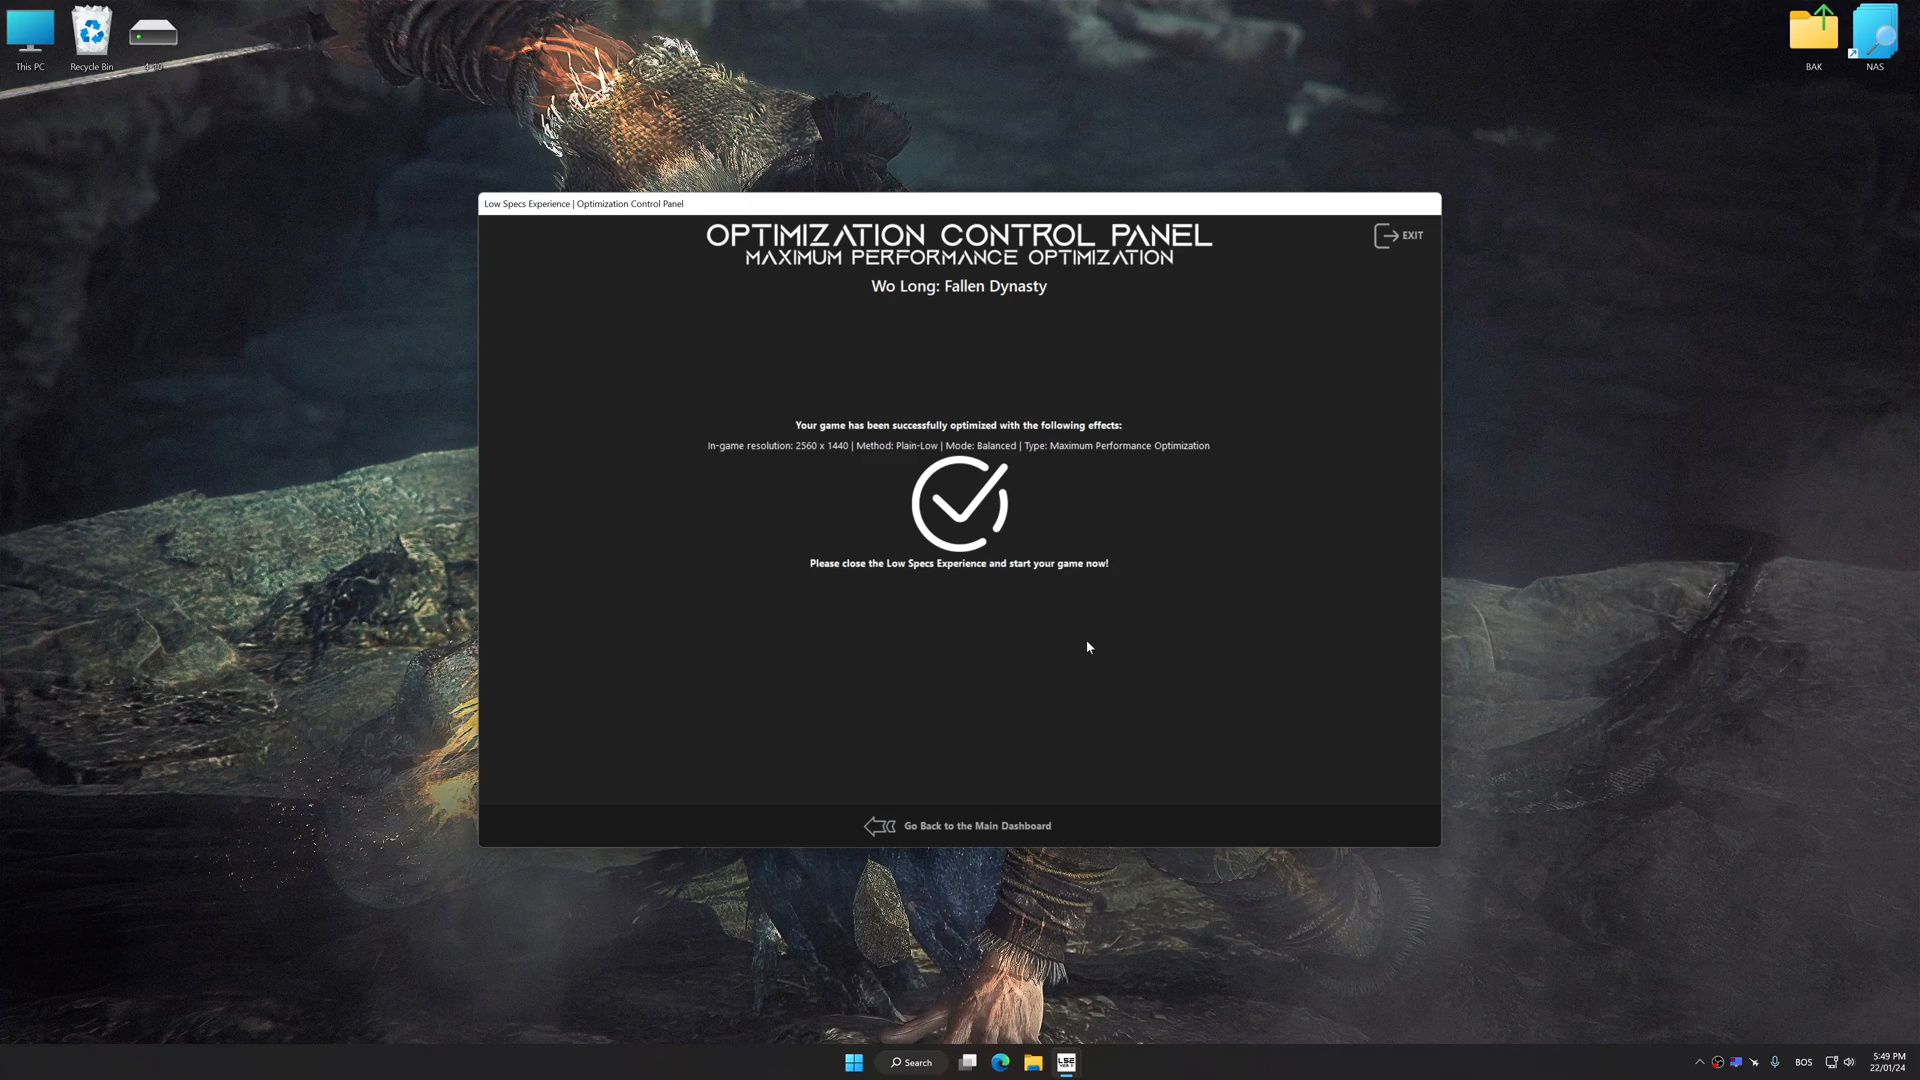 This PC
Recycle Bin
BAK
NAS
Low Specs Experience | Optimization Control Panel
OPTIMIZATION CONTROL PANEL
EXIT
MAXIMUM PERFORMANCE OPTIMIZATION
Wo Long: Fallen Dynasty
Your game has been successfully optimized with the following effects:
In-game resolution: 2560 x 1440 | Method: Plain-Low | Mode: Balanced | Type: Maximum Performance Optimization
Please close the Low Specs Experience and start your game now!
Go Back to the Main Dashboard
Search
LSE
BOS
5:49 PM
22/01/24